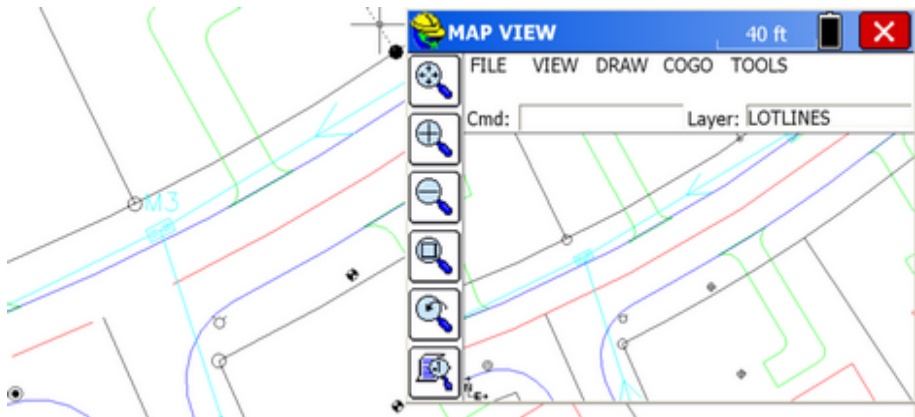 MAP VIEW 40 ft
FILE VIEW DRAW COGO TOOLS
Cmd: Layer: LOTLINES
M3
N
E